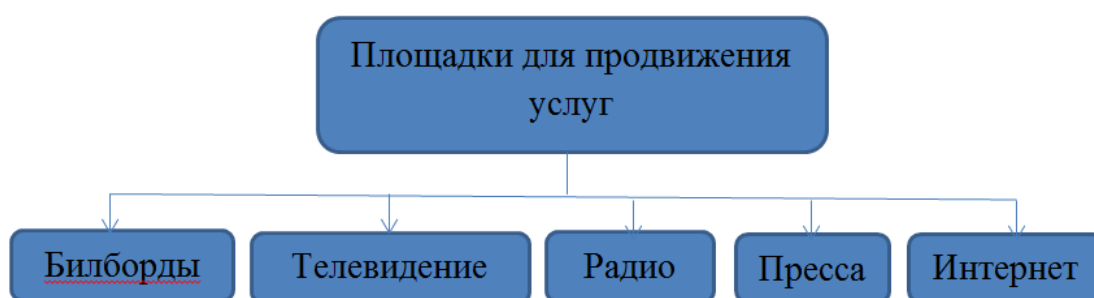 Площадки для продвижения
услуг
Билборды
Телевидение
Радио
Пресса
Интернет